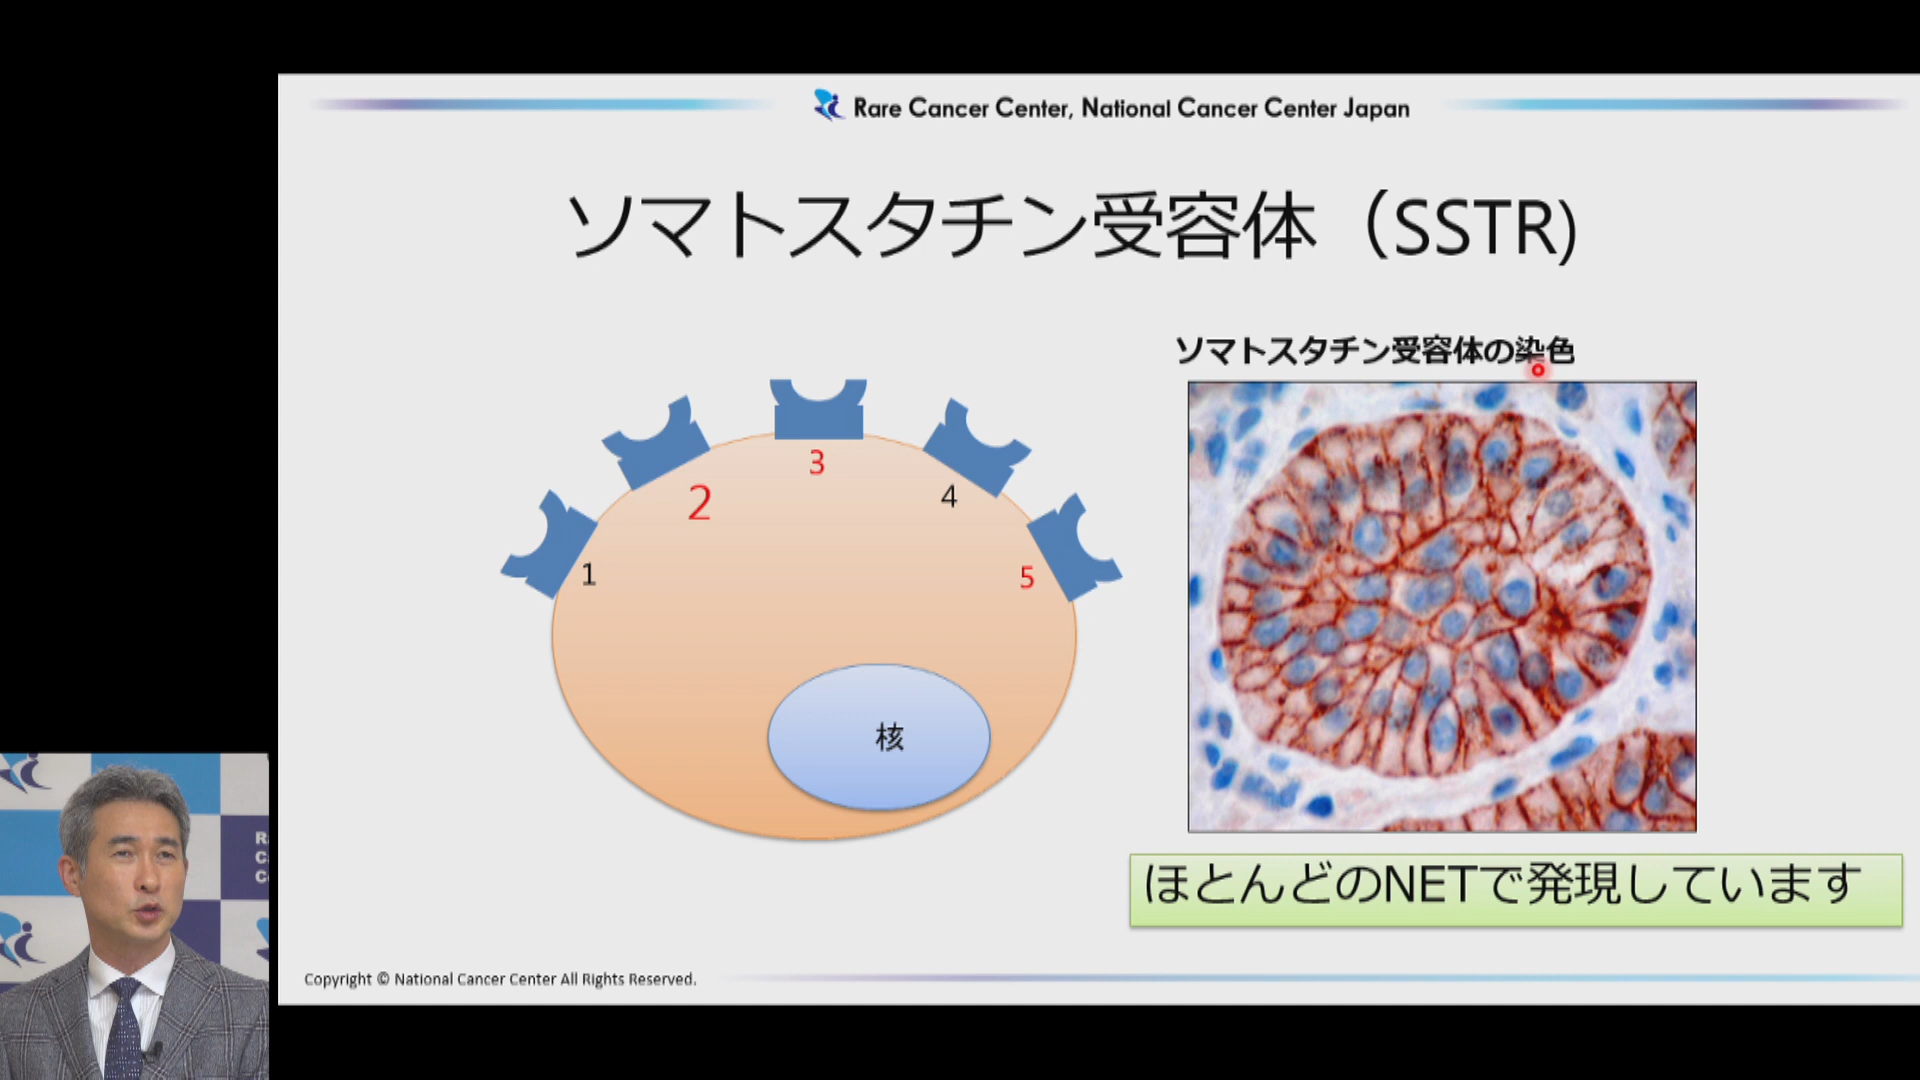 Rare Cancer Center, National Cancer Center Japan
ソマトスタチン受容体（SSTR)
ソマトスタチン受容体の染色
3
2
4
1
5
核
ほとんどのNETで発現しています
Copyright © National Cancer Center All Rights Reserved.